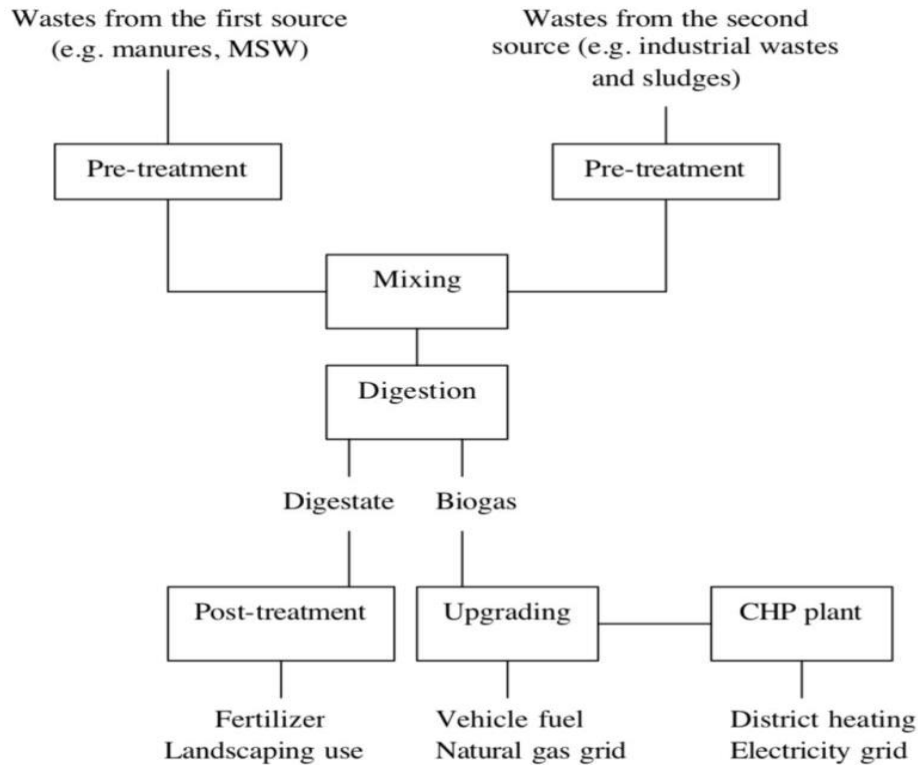 Wastes from the first source
(e.g. manures, MSW)
Wastes from the second
source (e.g. industrial wastes
and sludges)
Pre-treatment
Pre-treatment
Mixing
Digestion
Digestate
Biogas
Post-treatment
Upgrading
CHP plant
Fertilizer
Landscaping use
Vehicle fuel
Natural gas grid
District heating
Electricity grid